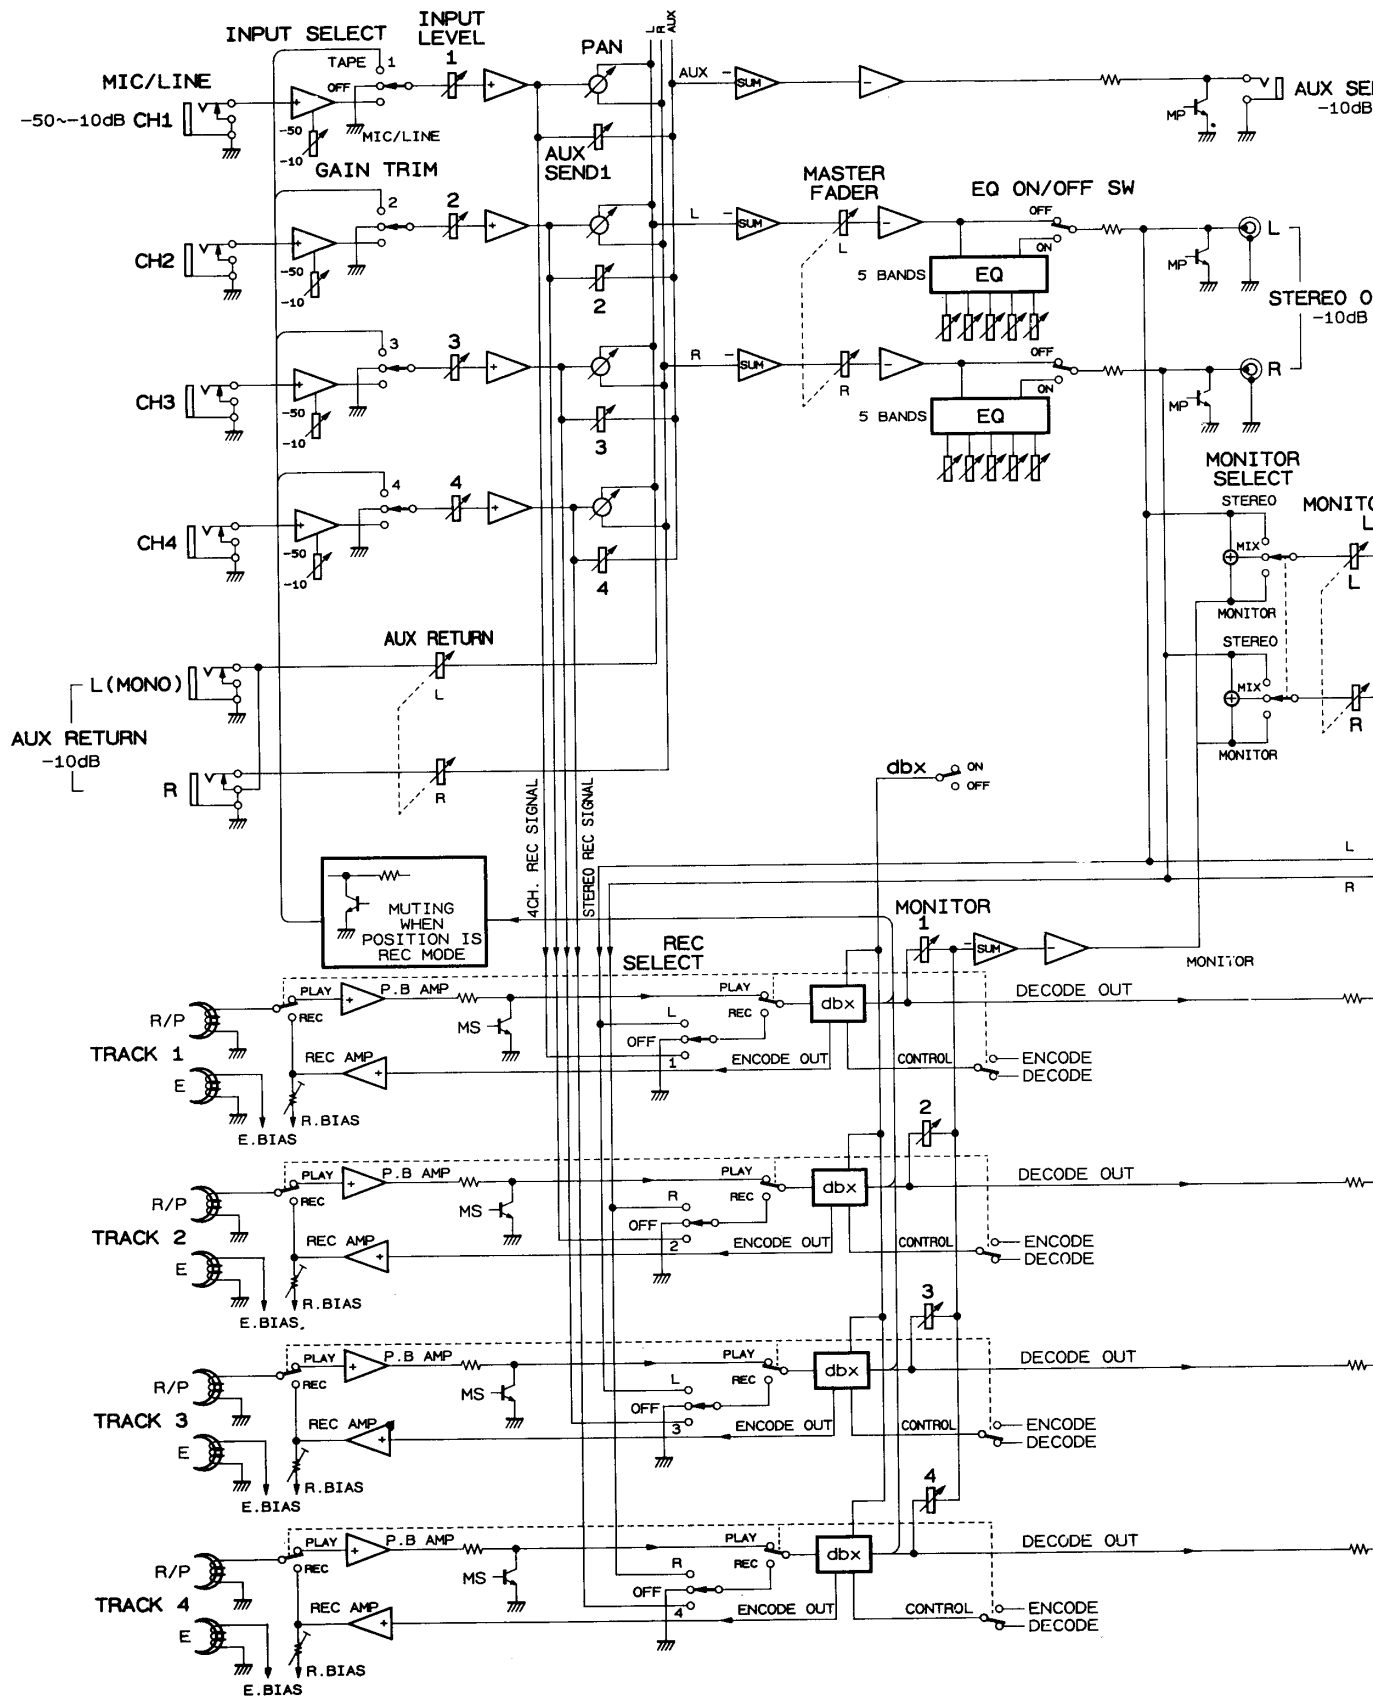 INPUT SELECT
INPUT
LEVEL
1
PAN
L
R
AUX
MIC/LINE
-50~-10dB CH1
TAPE
1
OFF
MIC/LINE
-50
-10
GAIN TRIM
AUX
SEND1
AUX
SUM
MP
AUX SE
-10dB
CH2
2
-50
-10
2
2
L
SUM
MASTER
FADER
L
EQ ON/OFF SW
OFF
ON
5 BANDS
EQ
MP
L
STEREO O
-10dB
CH3
3
-50
-10
3
3
R
SUM
R
OFF
ON
5 BANDS
EQ
MP
R
CH4
4
-50
-10
4
4
MONITOR
SELECT
STEREO
MIX
MONITOR
STEREO
MIX
MONITOR
MONITO
L
L
R
AUX RETURN
L
R
L(MONO)
AUX RETURN
-10dB
R
dbx
ON
OFF
4CH. REC SIGNAL
STEREO REC SIGNAL
L
R
MUTING
WHEN
POSITION IS
REC MODE
REC
SELECT
MONITOR
1
SUM
MONITOR
TRACK 1
R/P
E
PLAY
REC
P.B AMP
MS
REC AMP
R.BIAS
E.BIAS
L
OFF
1
PLAY
REC
dbx
ENCODE OUT
DECODE OUT
CONTROL
ENCODE
DECODE
2
TRACK 2
R/P
E
PLAY
REC
P.B AMP
MS
REC AMP
R.BIAS
E.BIAS
R
OFF
2
PLAY
REC
dbx
ENCODE OUT
DECODE OUT
CONTROL
ENCODE
DECODE
3
TRACK 3
R/P
E
PLAY
REC
P.B AMP
MS
REC AMP
R.BIAS
E.BIAS
L
OFF
3
PLAY
REC
dbx
ENCODE OUT
DECODE OUT
CONTROL
ENCODE
DECODE
4
TRACK 4
R/P
E
PLAY
REC
P.B AMP
MS
REC AMP
R.BIAS
E.BIAS
R
OFF
4
PLAY
REC
dbx
ENCODE OUT
DECODE OUT
CONTROL
ENCODE
DECODE